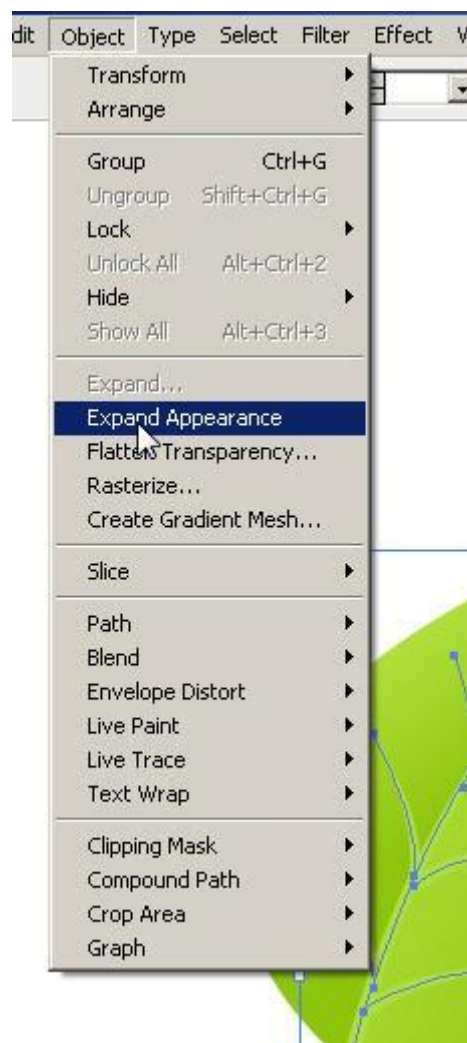 dit Object Type Select Filter Effect
Transform
Arrange
Group Ctrl+G
Ungroup Shift+Ctrl+G
Lock
Unlock All Alt+Ctrl+2
Hide
Show All Alt+Ctrl+3
Expand...
Expand Appearance
Flatten Transparency...
Rasterize...
Create Gradient Mesh...
Slice
Path
Blend
Envelope Distort
Live Paint
Live Trace
Text Wrap
Clipping Mask
Compound Path
Crop Area
Graph